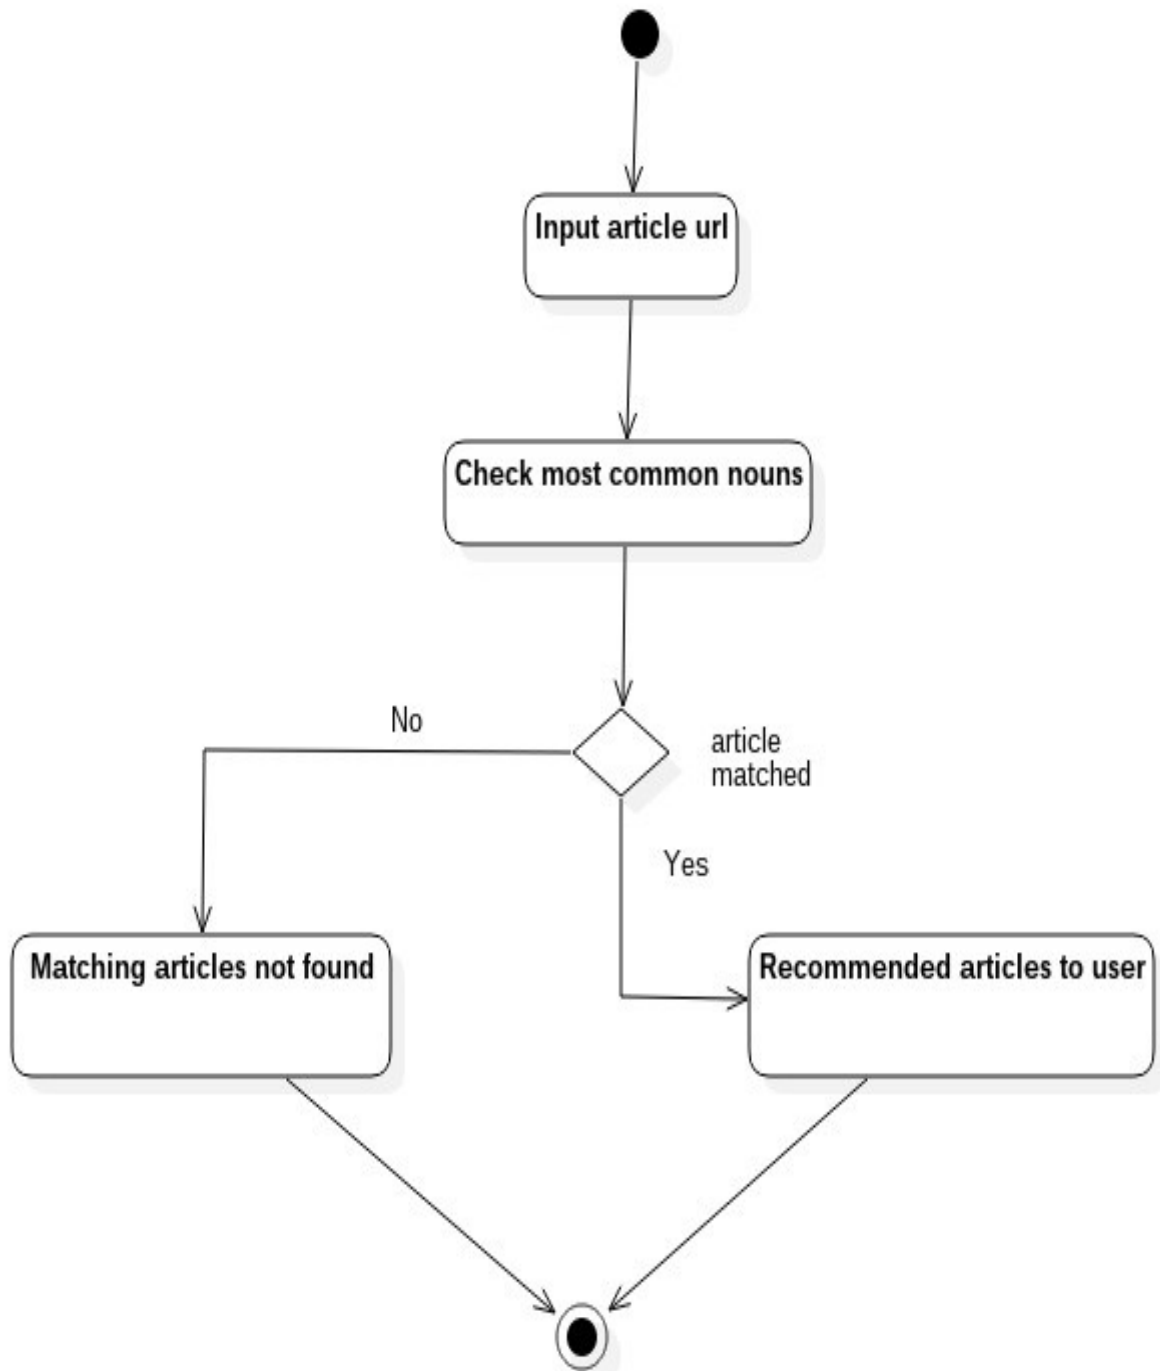 Input article url
Check most common nouns
No
article
matched
Yes
Matching articles not found
Recommended articles to user